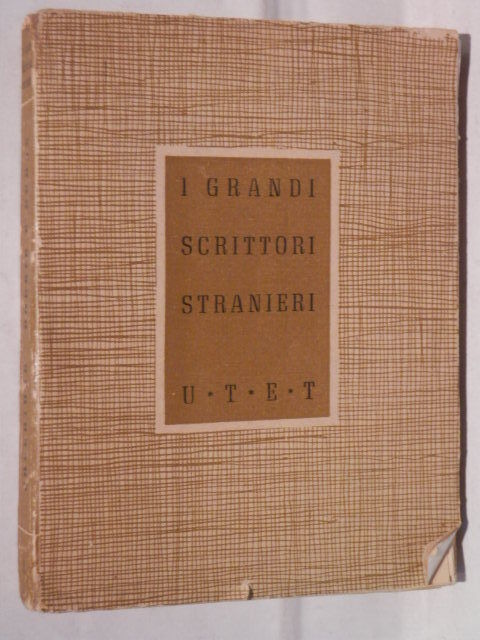 I GRANDI
SCRITTORI
STRANIERI
U * T * E * T